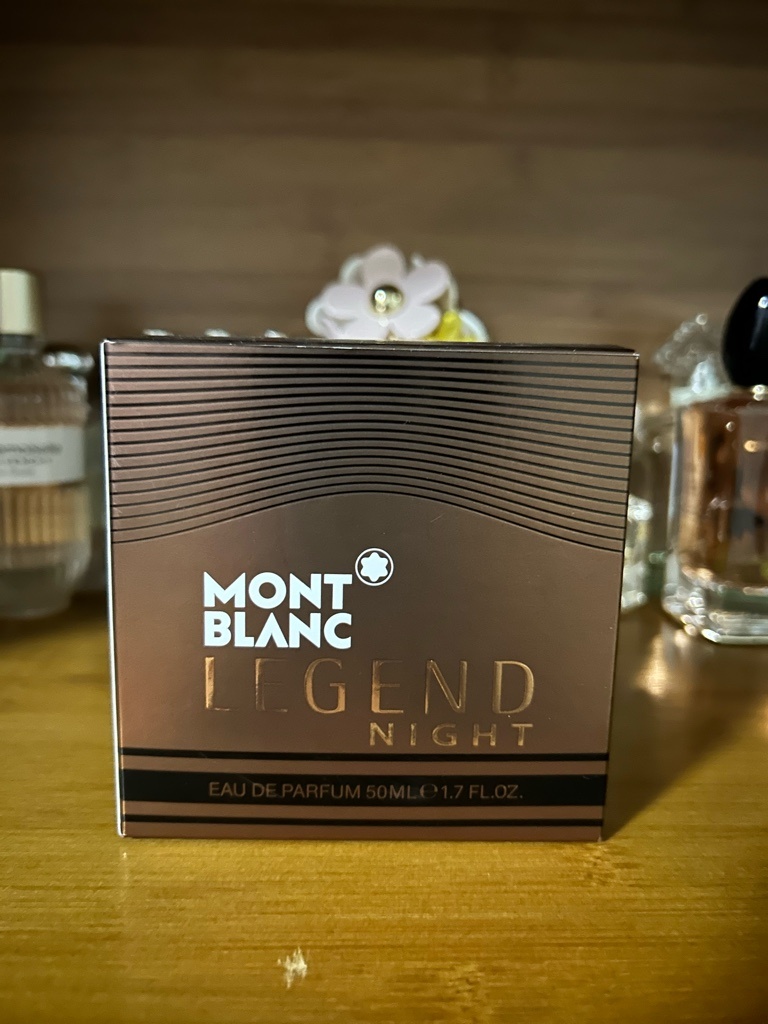 MONT
BLANC
LEGEND
NIGHT
EAU DE PARFUM 50ML℮1.7 FL.OZ.